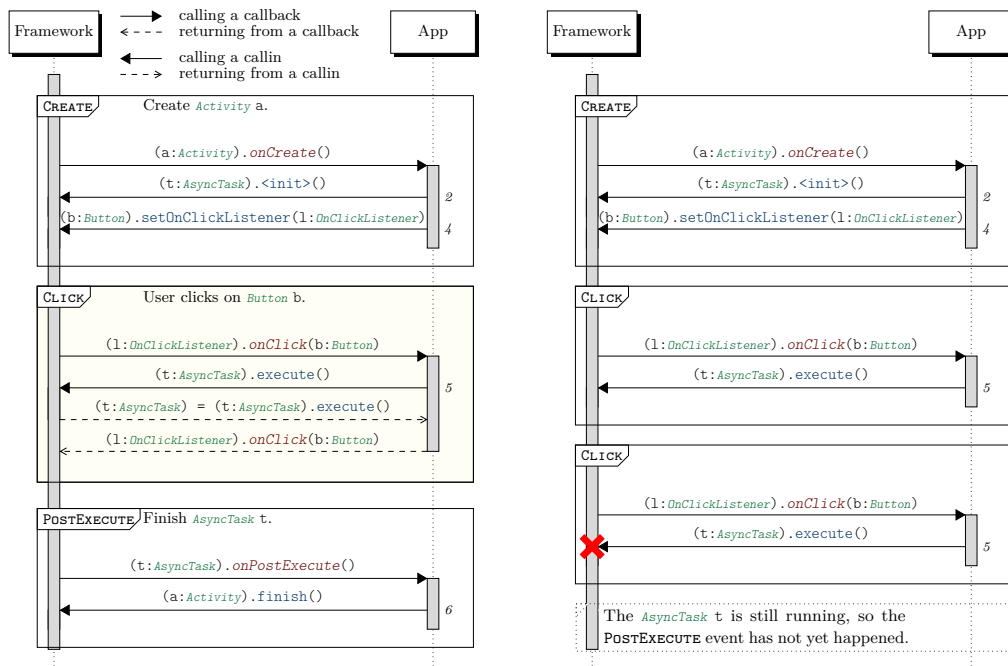 Framework
App
calling a callback
returning from a callback
calling a callin
returning from a callin
CREATE
Create Activity a.
(a:Activity).onCreate()
(t:AsyncTask).<init>()
2
(b:Button).setOnClickListener(l:OnClickListener)
4
CLICK
User clicks on Button b.
(l:OnClickListener).onClick(b:Button)
(t:AsyncTask).execute()
5
(t:AsyncTask) = (t:AsyncTask).execute()
(l:OnClickListener).onClick(b:Button)
POSTEXECUTE
Finish AsyncTask t.
(t:AsyncTask).onPostExecute()
(a:Activity).finish()
6
Framework
App
CREATE
(a:Activity).onCreate()
(t:AsyncTask).<init>()
2
(b:Button).setOnClickListener(l:OnClickListener)
4
CLICK
(l:OnClickListener).onClick(b:Button)
(t:AsyncTask).execute()
5
CLICK
(l:OnClickListener).onClick(b:Button)
(t:AsyncTask).execute()
5
The AsyncTask t is still running, so the
POSTEXECUTE event has not yet happened.